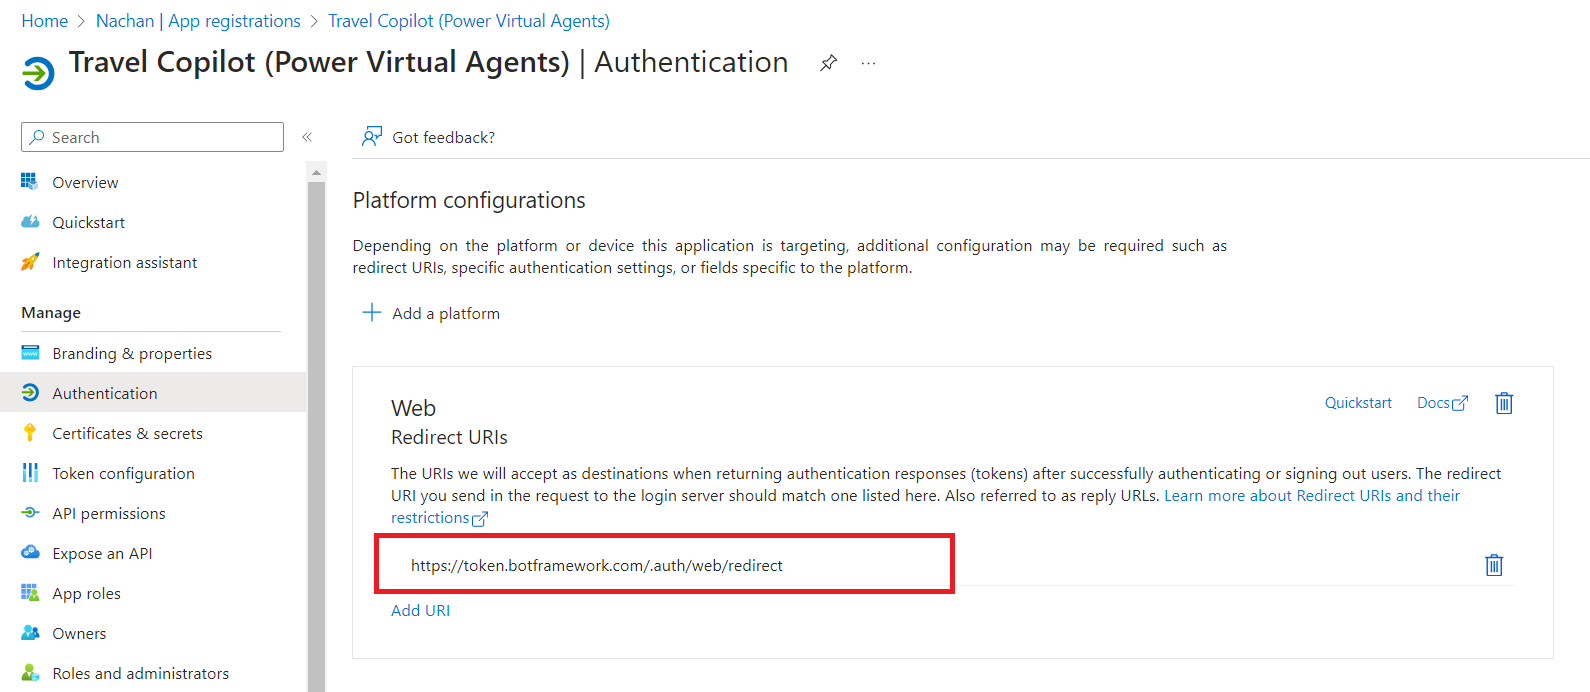 Home > Nachan | App registrations > Travel Copilot (Power Virtual Agents)
Travel Copilot (Power Virtual Agents) | Authentication
Search
Got feedback?
Overview
Quickstart
Integration assistant
Manage
Branding & properties
Authentication
Certificates & secrets
Token configuration
API permissions
Expose an API
App roles
Owners
Roles and administrators
Platform configurations
Depending on the platform or device this application is targeting, additional configuration may be required such as
redirect URIs, specific authentication settings, or fields specific to the platform.
Add a platform
Web
Quickstart
Docs
Redirect URIs
The URIs we will accept as destinations when returning authentication responses (tokens) after successfully authenticating or signing out users. The redirect
URI you send in the request to the login server should match one listed here. Also referred to as reply URLs. Learn more about Redirect URIs and their
restrictions
https://token.botframework.com/.auth/web/redirect
Add URI